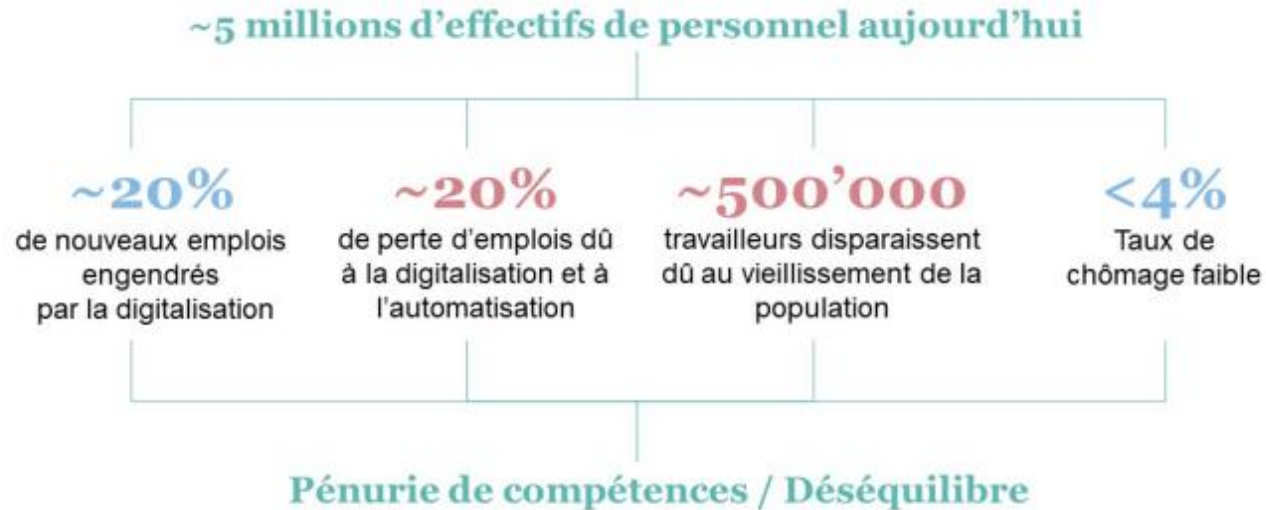 ~5 millions d’effectifs de personnel aujourd’hui
~20%
de nouveaux emplois
engendrés
par la digitalisation
~20%
de perte d’emplois dû
à la digitalisation et à
l’automatisation
~500’000
travailleurs disparaissent
dû au vieillissement de la
population
<4%
Taux de
chômage faible
Pénurie de compétences / Déséquilibre